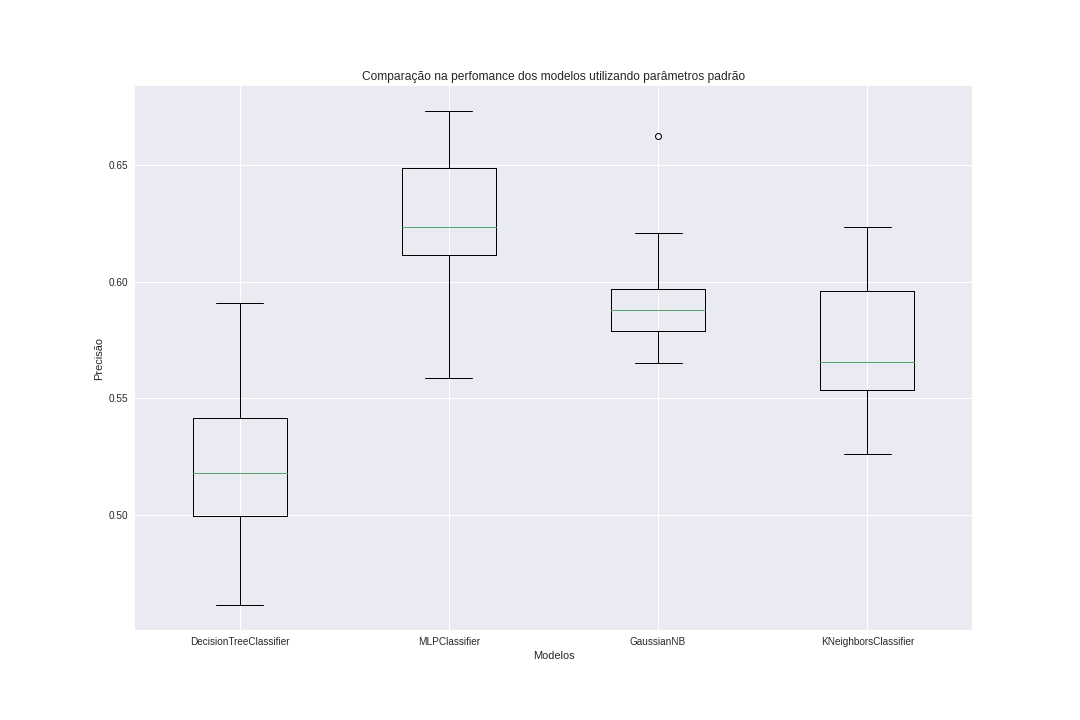 Comparação na perfomance dos modelos utilizando parâmetros padrão
0.65
0.60
0.55
0.50
Precisão
DecisionTreeClassifier MLPClassifier GaussianNB KNeighborsClassifier
Modelos